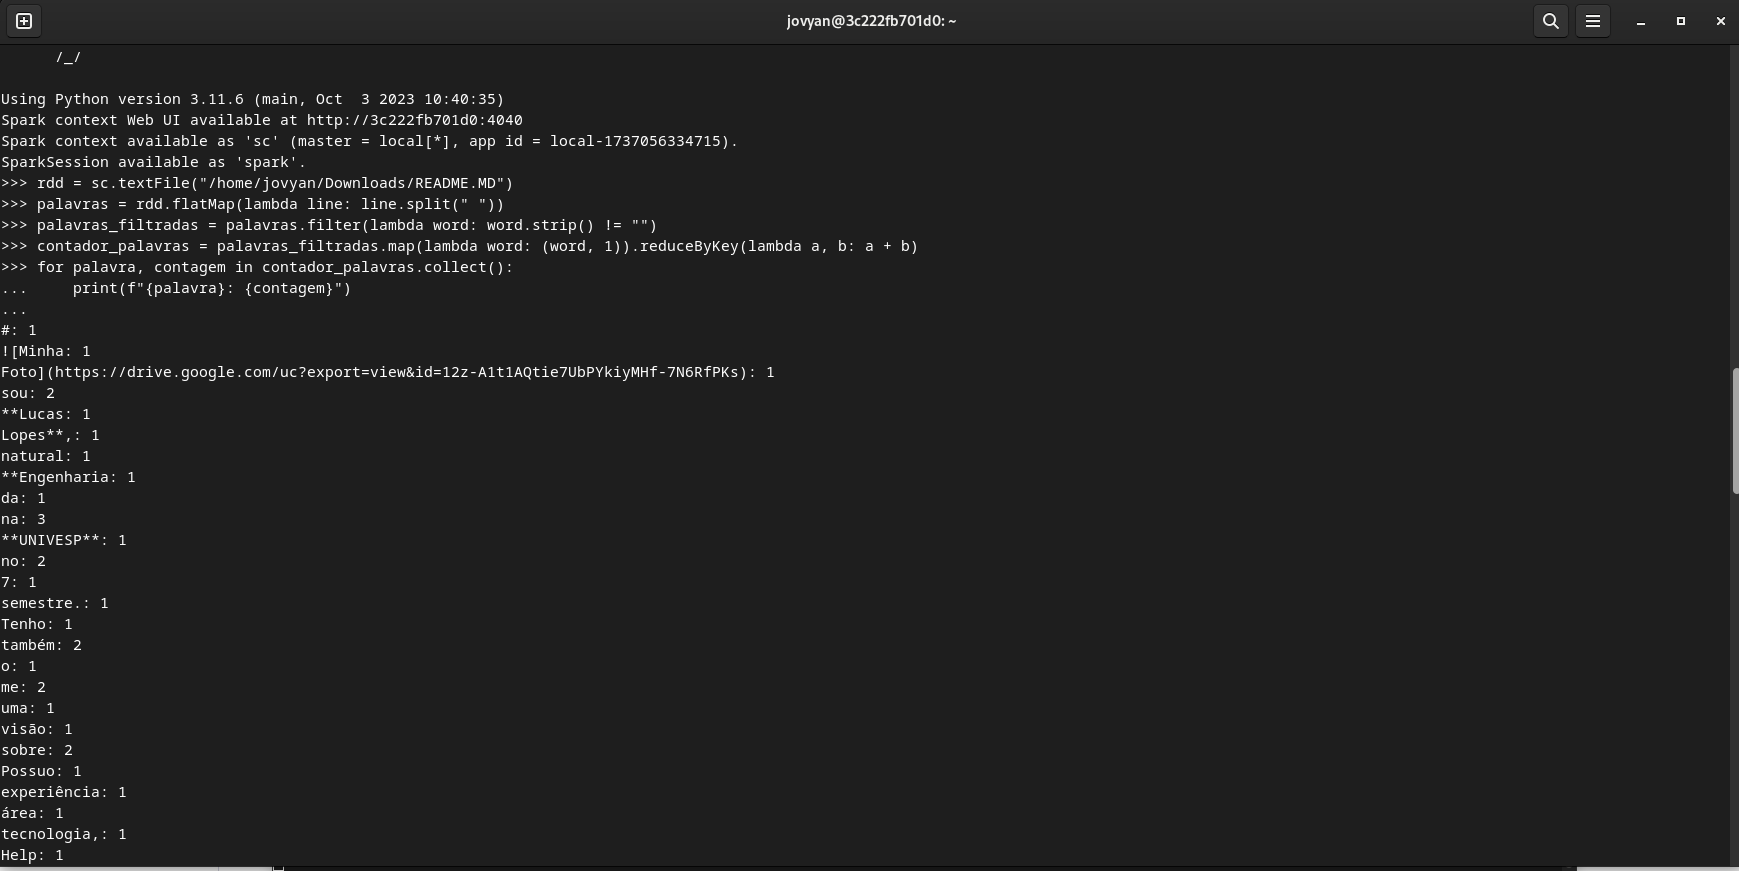 jovyan@3c222fb701d0: ~
/_/
Using Python version 3.11.6 (main, Oct  3 2023 10:40:35)
Spark context Web UI available at http://3c222fb701d0:4040
Spark context available as 'sc' (master = local[*], app id = local-1737056334715).
SparkSession available as 'spark'.
>>> rdd = sc.textFile("/home/jovyan/Downloads/README.MD")
>>> palavras = rdd.flatMap(lambda line: line.split(" "))
>>> palavras_filtradas = palavras.filter(lambda word: word.strip() != "")
>>> contador_palavras = palavras_filtradas.map(lambda word: (word, 1)).reduceByKey(lambda a, b: a + b)
>>> for palavra, contagem in contador_palavras.collect():
...     print(f"{palavra}: {contagem}")
...
#: 1
![Minha: 1
Foto](https://drive.google.com/uc?export=view&id=12z-A1t1AQtie7UbPYkiyMHf-7N6RfPKs): 1
sou: 2
**Lucas: 1
Lopes**,: 1
natural: 1
**Engenharia: 1
da: 1
na: 3
**UNIVESP**: 1
no: 2
7: 1
semestre.: 1
Tenho: 1
também: 2
o: 1
me: 2
uma: 1
visão: 1
sobre: 2
Possuo: 1
experiência: 1
área: 1
tecnologia,: 1
Help: 1